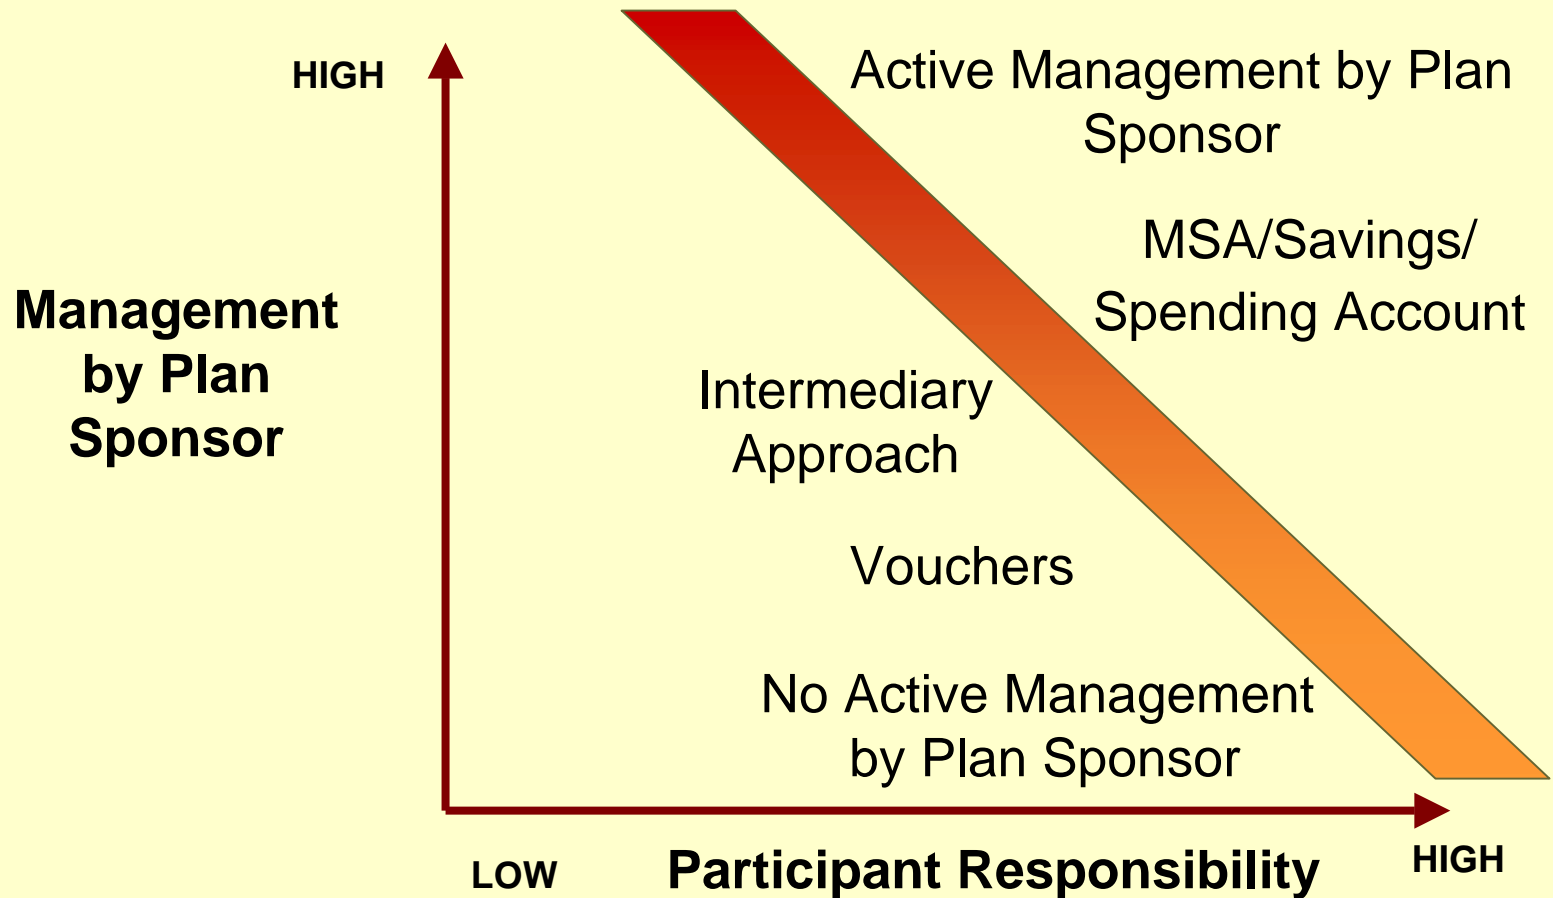 HIGH
Active Management by Plan
Sponsor
MSA/Savings/
Spending Account
Management
by Plan
Sponsor
Intermediary
Approach
Vouchers
No Active Management
by Plan Sponsor
LOW
Participant Responsibility
HIGH